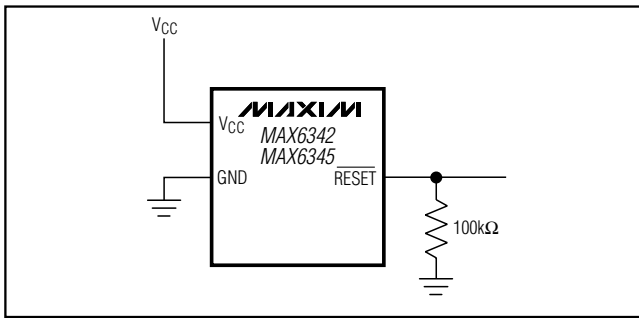 VCC
MAXIM
VCC
MAX6342
MAX6345
GND
RESET
100kΩ